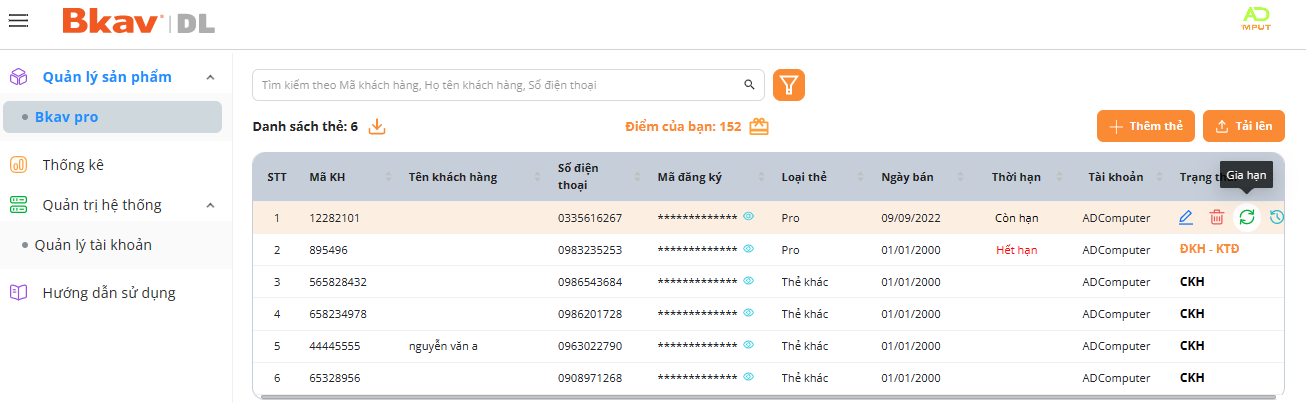 Bkav DL
AD
MPUT
Quản lý sản phẩm
Bkav pro
Thống kê
Quản trị hệ thống
Quản lý tài khoản
Hướng dẫn sử dụng
Tìm kiếm theo Mã khách hàng, Họ tên khách hàng, Số điện thoại
Danh sách thẻ: 6
Điểm của bạn: 152
Thêm thẻ
Tải lên
Gia hạn
STT Mã KH Tên khách hàng Số điện thoại Mã đăng ký Loại thẻ Ngày bán Thời hạn Tài khoản Trạng
1 12282101 0335616267 ************* Pro 09/09/2022 Còn hạn ADComputer
2 895496 0983235253 ************* Pro 01/01/2000 Hết hạn ADComputer ĐKH - KTĐ
3 565828432 0986543684 ************* Thẻ khác 01/01/2000 ADComputer CKH
4 658234978 0986201728 ************* Thẻ khác 01/01/2000 ADComputer CKH
5 44445555 nguyễn văn a 0963022790 ************* Thẻ khác 01/01/2000 ADComputer CKH
6 65328956 0908971268 ************* Thẻ khác 01/01/2000 ADComputer CKH